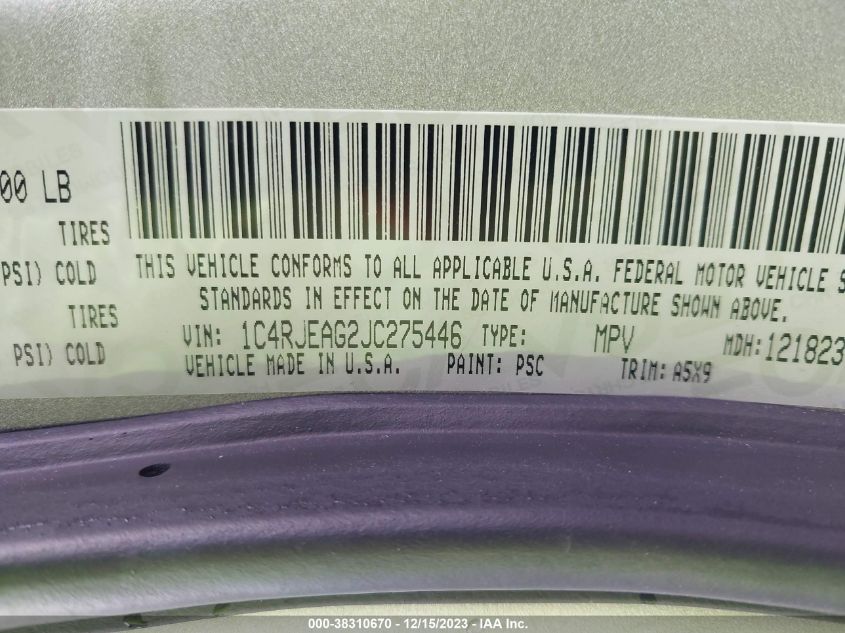 00 LB
TIRES
PSI) COLD
TIRES
PSI) COLD
THIS VEHICLE CONFORMS TO ALL APPLICABLE U.S.A. FEDERAL MOTOR VEHICLE S
STANDARDS IN EFFECT ON THE DATE OF MANUFACTURE SHOWN ABOVE.
VIN: 1C4RJEAG2JC275446 TYPE: MPV MDH:121823
VEHICLE MADE IN U.S.A. PAINT: PSC TRIM: A5X9
000-38310670 - 12/15/2023 - IAA Inc.